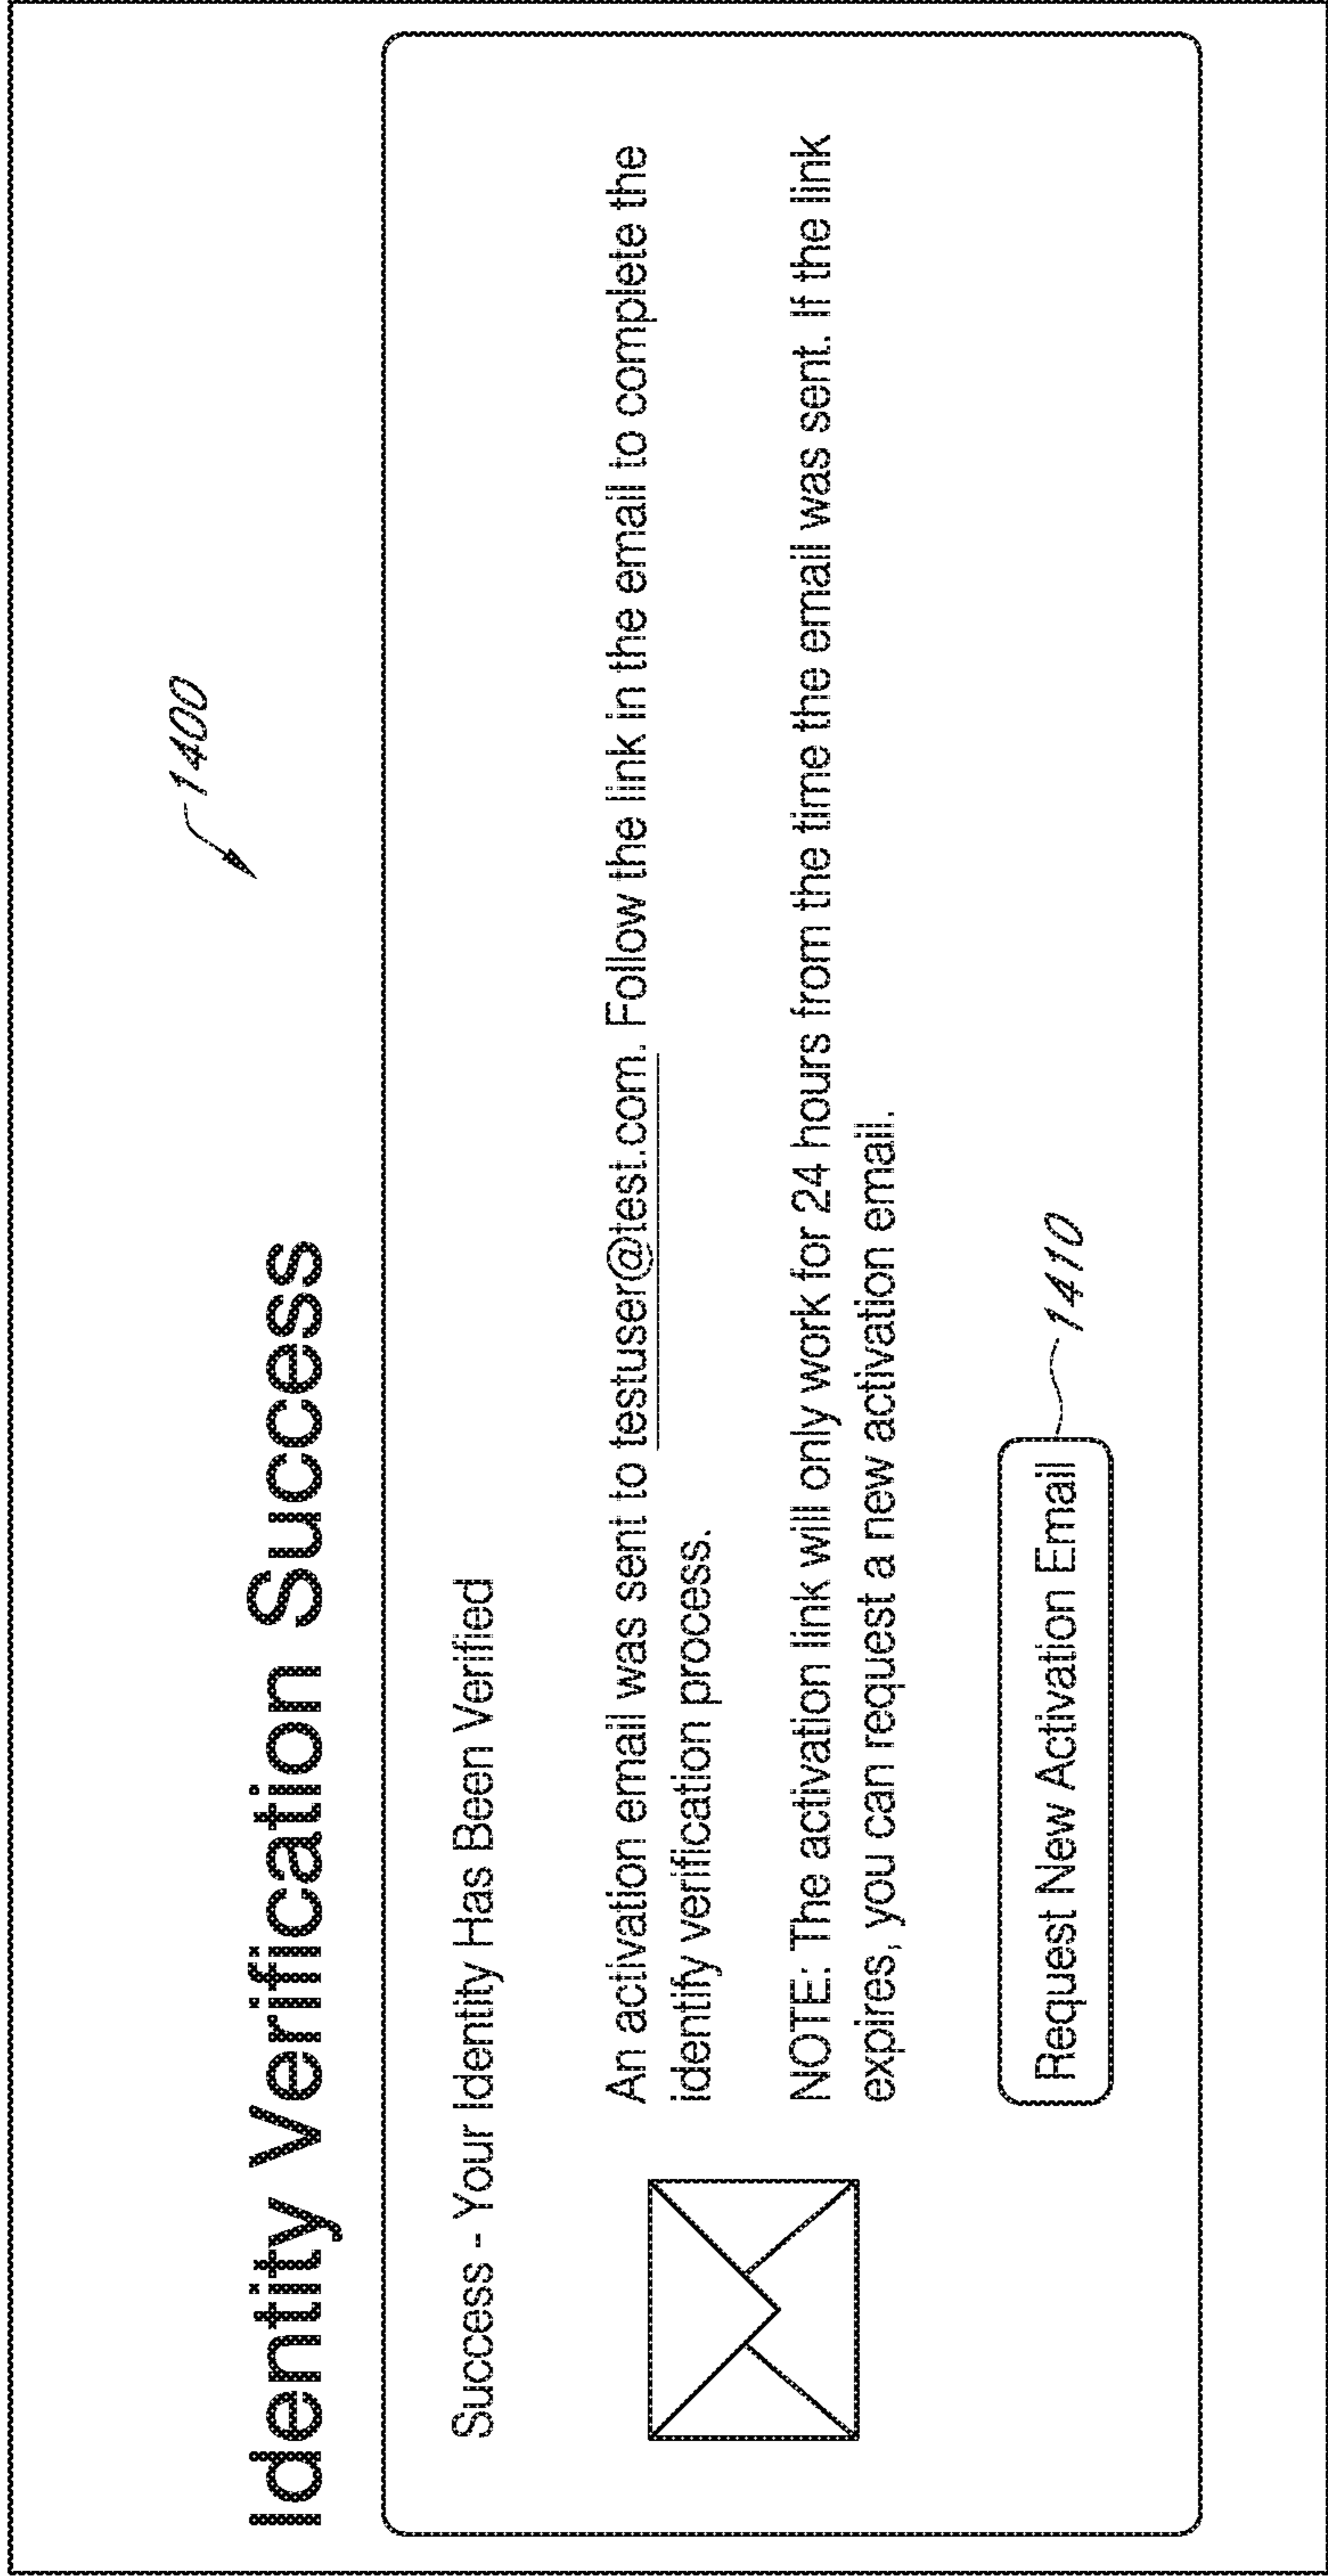 1400
Identity Verification Success
Success - Your Identity Has Been Verified
An activation email was sent to testuser@test.com. Follow the link in the email to complete the
identify verification process.
NOTE: The activation link will only work for 24 hours from the time the email was sent. If the link
expires, you can request a new activation email.
Request New Activation Email
1410